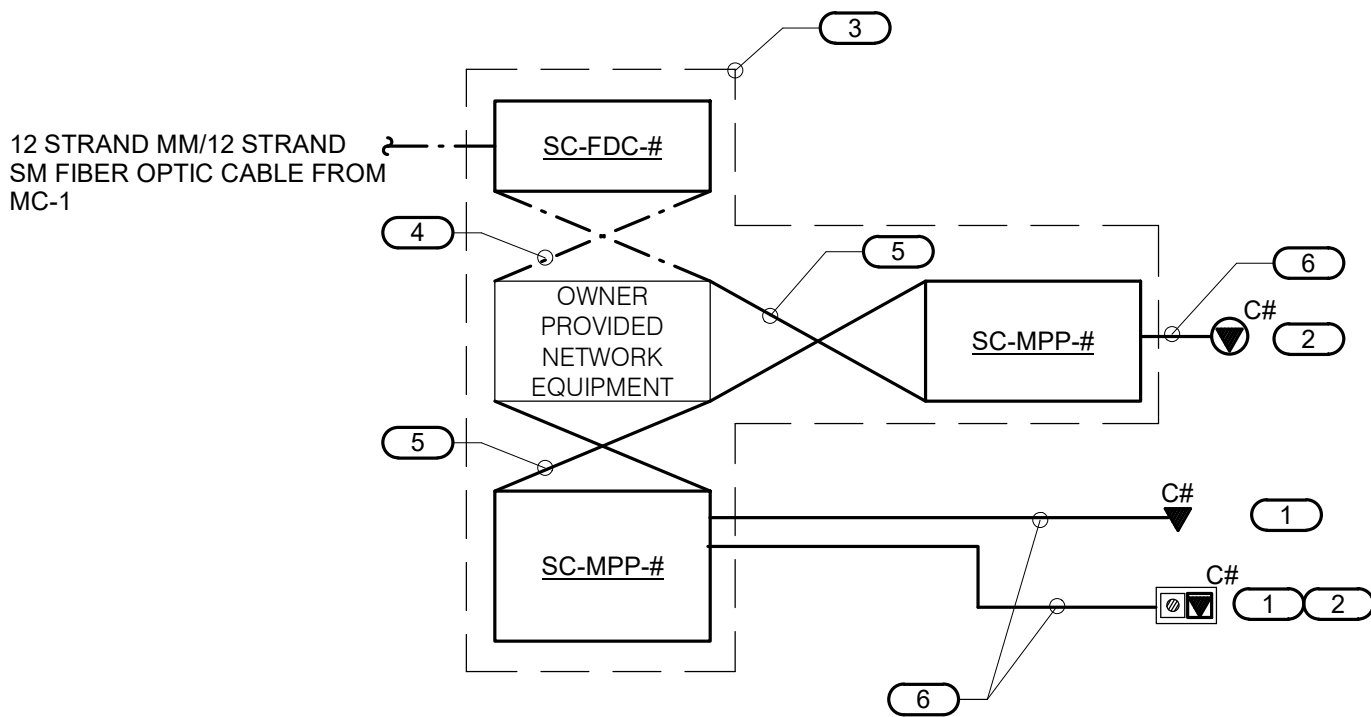 3
12 STRAND MM/12 STRAND
SM FIBER OPTIC CABLE FROM
MC-1
SC-FDC-#
4
5
6
OWNER
PROVIDED
NETWORK
EQUIPMENT
SC-MPP-#
C#
2
5
SC-MPP-#
C#
1
C#
1
2
6